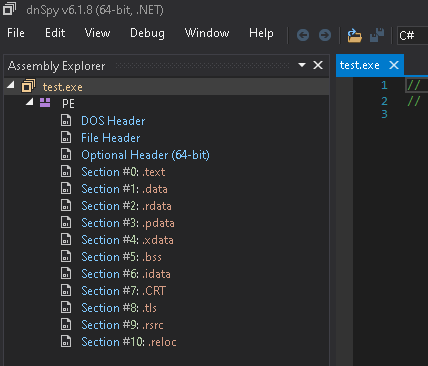 dnSpy v6.1.8 (64-bit, .NET)
File Edit View Debug Window Help C#
Assembly Explorer
test.exe
test.exe
PE
DOS Header
File Header
Optional Header (64-bit)
Section #0: .text
Section #1: .data
Section #2: .rdata
Section #3: .pdata
Section #4: .xdata
Section #5: .bss
Section #6: .idata
Section #7: .CRT
Section #8: .tls
Section #9: .rsrc
Section #10: .reloc
1 //
2 //
3